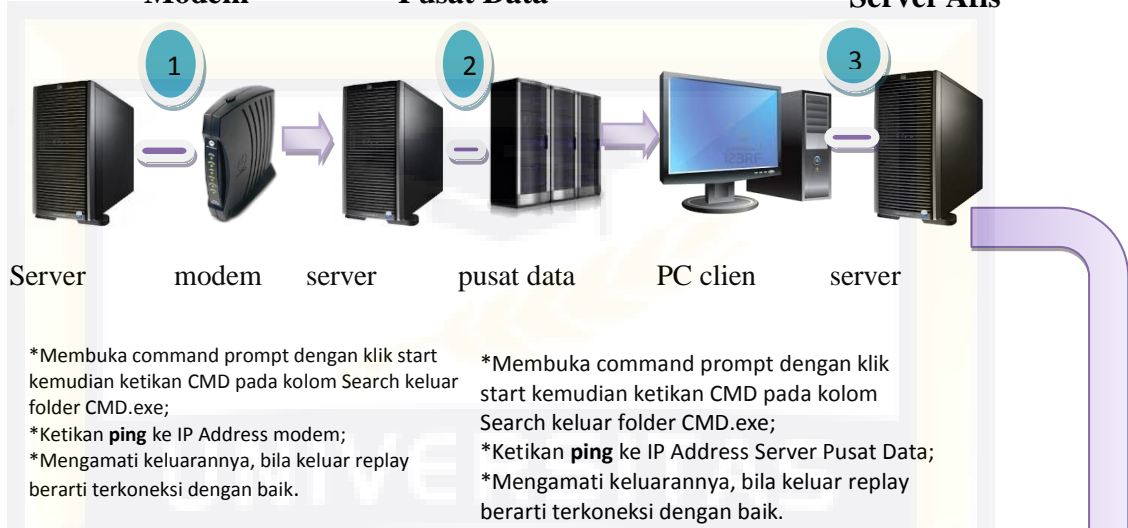 Modem Pusat Data Server Afis
1 2 3
Server modem server pusat data PC clien server
*Membuka command prompt dengan klik start
kemudian ketikan CMD pada kolom Search keluar
folder CMD.exe;
*Ketikan ping ke IP Address modem;
*Mengamati keluarannya, bila keluar replay
berarti terkoneksi dengan baik.
*Membuka command prompt dengan klik
start kemudian ketikan CMD pada kolom
Search keluar folder CMD.exe;
*Ketikan ping ke IP Address Server Pusat Data;
*Mengamati keluarannya, bila keluar replay
berarti terkoneksi dengan baik.
UNIVERSITAS
123RF